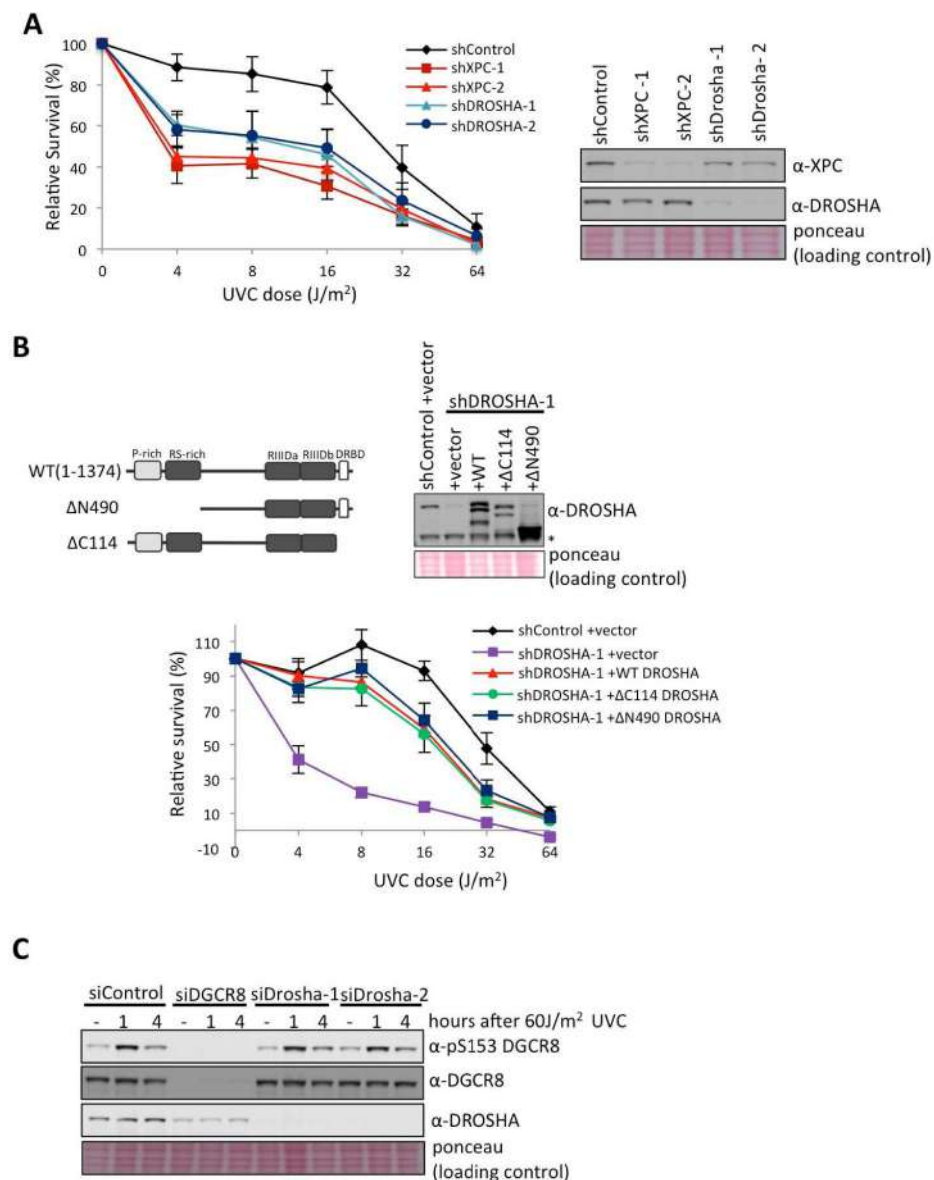 A
100
80
60
40
20
0
Relative Survival (%)
0 4 8 16 32 64
UVC dose (J/m²)
shControl
shXPC-1
shXPC-2
shDROSHA-1
shDROSHA-2
shControl
shXPC -1
shXPC-2
shDrosha -1
shDrosha- 2
α-XPC
α-DROSHA
ponceau
(loading control)
B
P-rich RS-rich RIIIDa RIIIDb DRBD
WT(1-1374)
ΔN490
ΔC114
shControl +vector
shDROSHA-1
+vector
+WT
+ΔC114
+ΔN490
α-DROSHA
*
ponceau
(loading control)
110
90
70
50
30
10
-10
Relative survival (%)
0 4 8 16 32 64
UVC dose (J/m²)
shControl +vector
shDROSHA-1 +vector
shDROSHA-1 +WT DROSHA
shDROSHA-1 +ΔC114 DROSHA
shDROSHA-1 +ΔN490 DROSHA
C
siControl siDGCR8 siDrosha-1 siDrosha-2
- 1 4 - 1 4 - 1 4 - 1 4 hours after 60J/m² UVC
α-pS153 DGCR8
α-DGCR8
α-DROSHA
ponceau
(loading control)